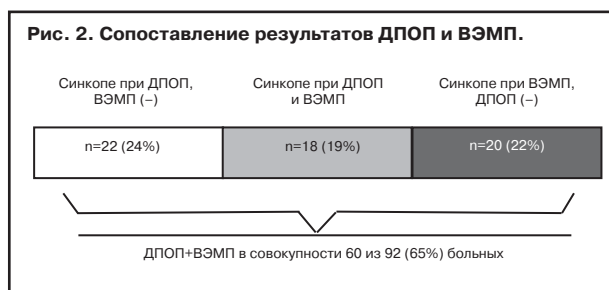 Рис. 2. Сопоставление результатов ДПОП и ВЭМП.
Синкопе при ДПОП, ВЭМП (–)
Синкопе при ДПОП и ВЭМП
Синкопе при ВЭМП, ДПОП (–)
n=22 (24%)
n=18 (19%)
n=20 (22%)
ДПОП+ВЭМП в совокупности 60 из 92 (65%) больных